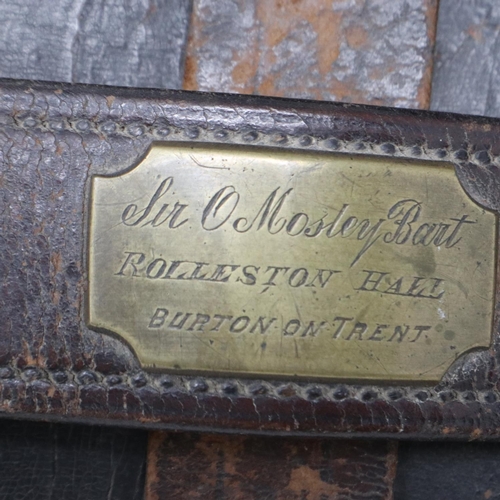 Sir O Mosley Bart.
ROLLESTON HALL
BURTON-ON-TRENT.